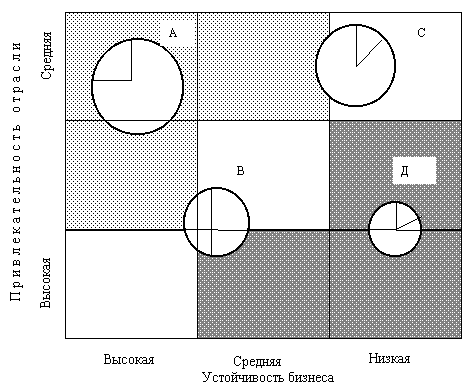 Привлекательность отрасли
Средняя
Высокая
А
С
В
Д
Высокая
Средняя
Низкая
Устойчивость бизнеса